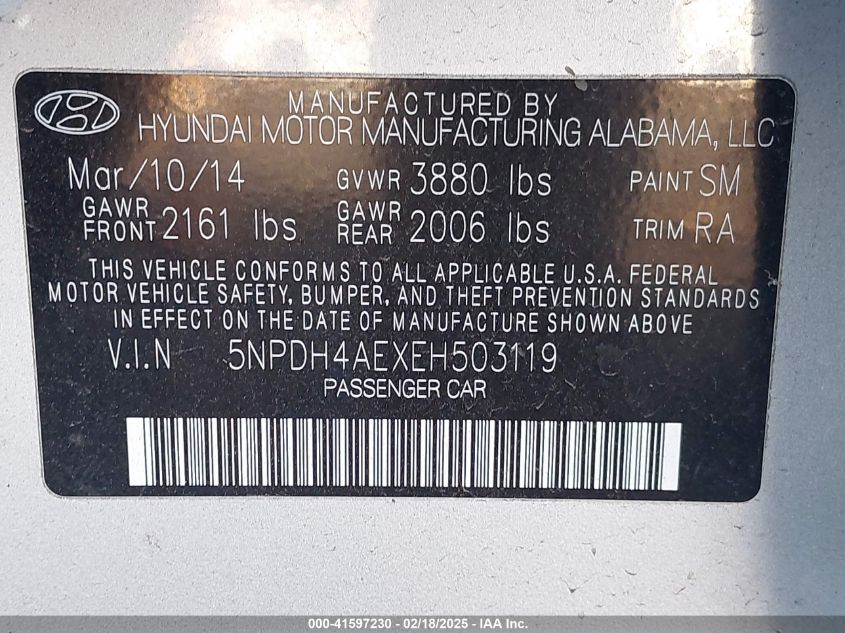 MANUFACTURED BY
HYUNDAI MOTOR MANUFACTURING ALABAMA, LLC
Mar/10/14 GVWR 3880 lbs PAINT SM
GAWR FRONT 2161 lbs GAWR REAR 2006 lbs TRIM RA
THIS VEHICLE CONFORMS TO ALL APPLICABLE U.S.A. FEDERAL
MOTOR VEHICLE SAFETY, BUMPER, AND THEFT PREVENTION STANDARDS
IN EFFECT ON THE DATE OF MANUFACTURE SHOWN ABOVE
V.I.N 5NPDH4AEXEH503119
PASSENGER CAR
000-41597230 - 02/18/2025 - IAA Inc.